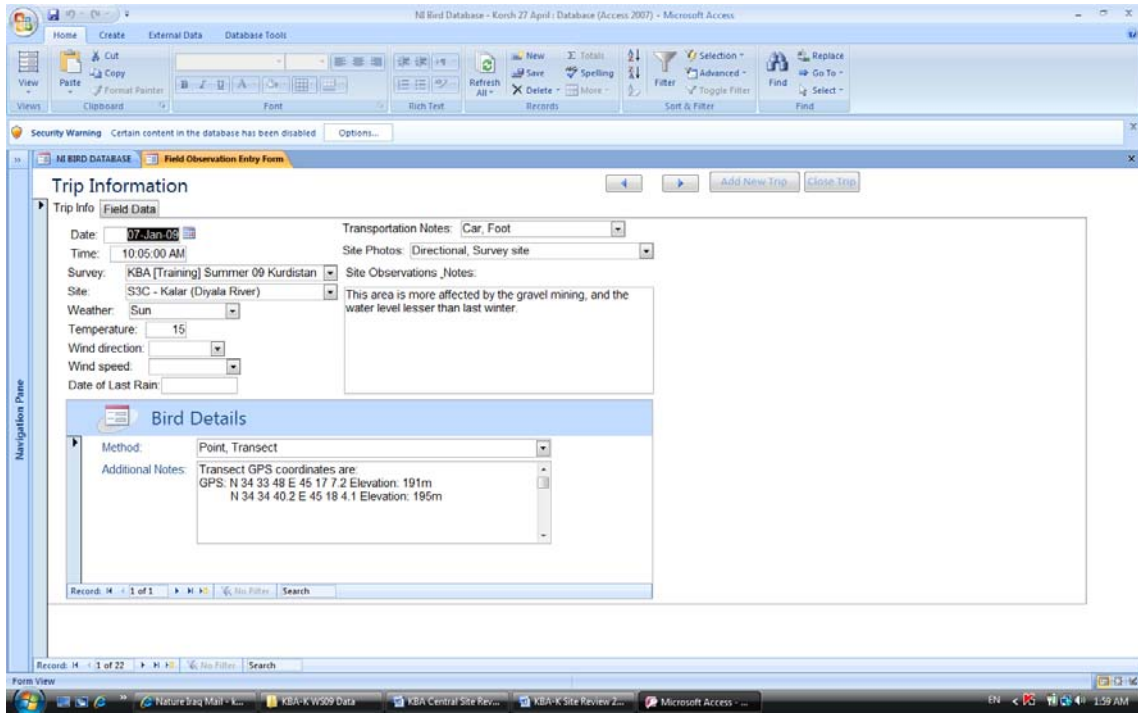 NI Bird Database - Korsh 27 April : Database (Access 2007) - Microsoft Access
Home Create External Data Database Tools
View
Views
Paste
Cut
Copy
Format Painter
Clipboard
B I U A
Font
Rich Text
Refresh All
New
Save
Delete
Totals
Spelling
More
Records
Filter
Selection
Advanced
Toggle Filter
Sort & Filter
Find
Replace
Go To
Select
Find
Security Warning Certain content in the database has been disabled Options...
NI BIRD DATABASE Field Observation Entry Form
Trip Information Add New Trip Close Trip
Trip Info Field Data
Date: 07-Jan-09
Time: 10:05:00 AM
Survey: KBA [Training] Summer 09 Kurdistan
Site: S3C - Kalar (Diyala River)
Weather: Sun
Temperature: 15
Wind direction:
Wind speed:
Date of Last Rain:
Transportation Notes: Car, Foot
Site Photos: Directional, Survey site
Site Observations _Notes:
This area is more affected by the gravel mining, and the
water level lesser than last winter.
Bird Details
Method: Point, Transect
Additional Notes: Transect GPS coordinates are:
GPS: N 34 33 48 E 45 17 7.2 Elevation: 191m
N 34 34 40.2 E 45 18 4.1 Elevation: 195m
Record: 1 of 1 No Filter Search
Record: 1 of 22 No Filter Search
Navigation Pane
Form View
Nature Iraq Mail - k... KBA-K WS09 Data KBA Central Site Rev... KBA-K Site Review 2... Microsoft Access - ... EN 1:59 AM